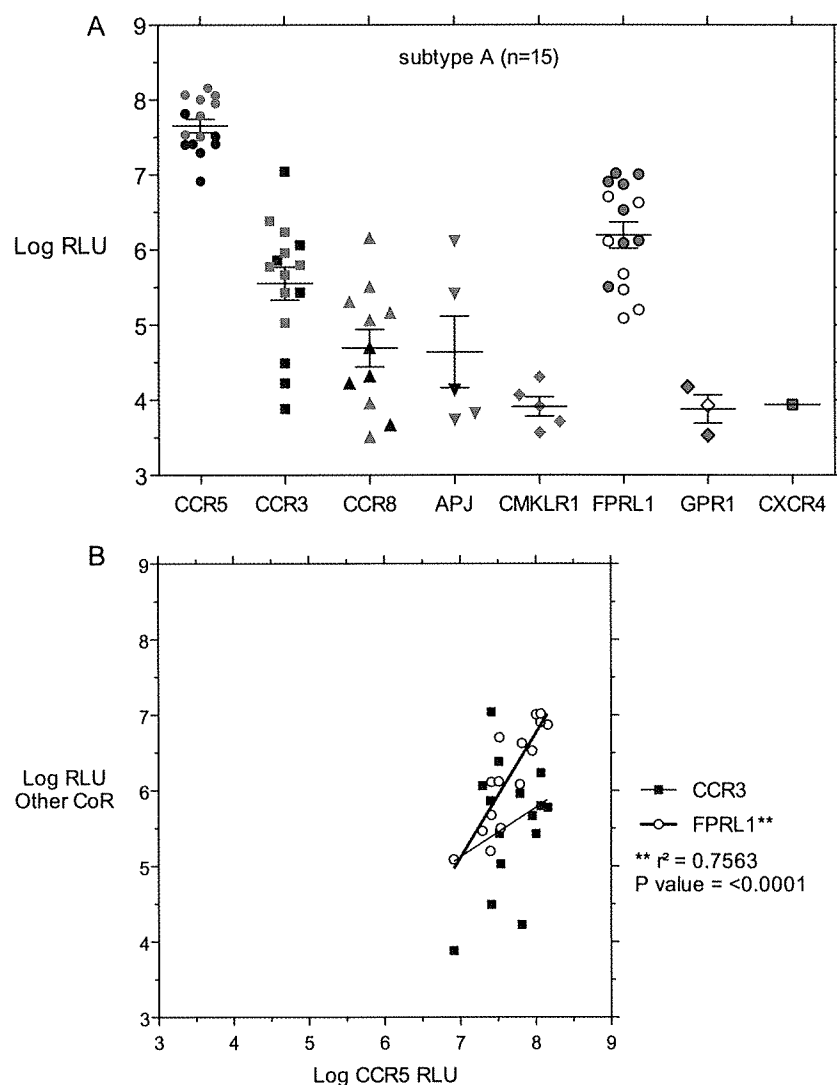 A
subtype A (n=15)
9
8
7
6
5
4
3
Log RLU
CCR5 CCR3 CCR8 APJ CMKLR1 FPRL1 GPR1 CXCR4
B
9
8
7
6
5
4
3
Log RLU
Other CoR
3 4 5 6 7 8 9
Log CCR5 RLU
CCR3
FPRL1**
** r² = 0.7563
P value = <0.0001